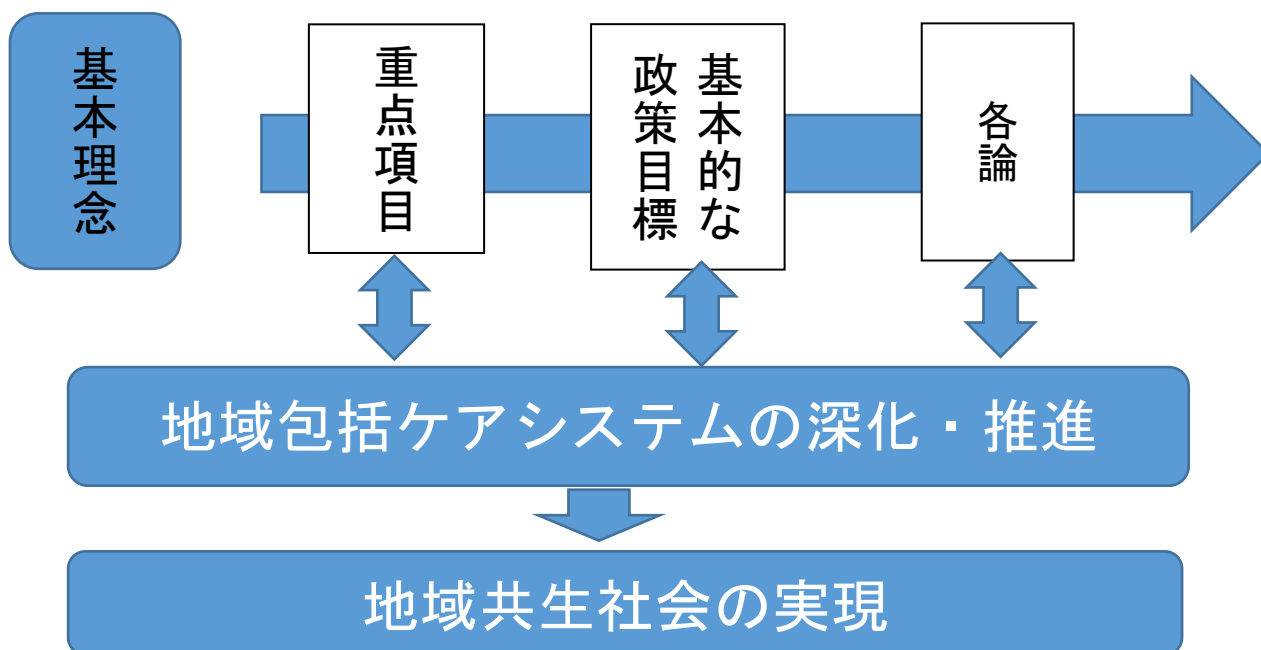 基本理念
重点項目
基本的な
政策目標
各論
地域包括ケアシステムの深化・推進
地域共生社会の実現